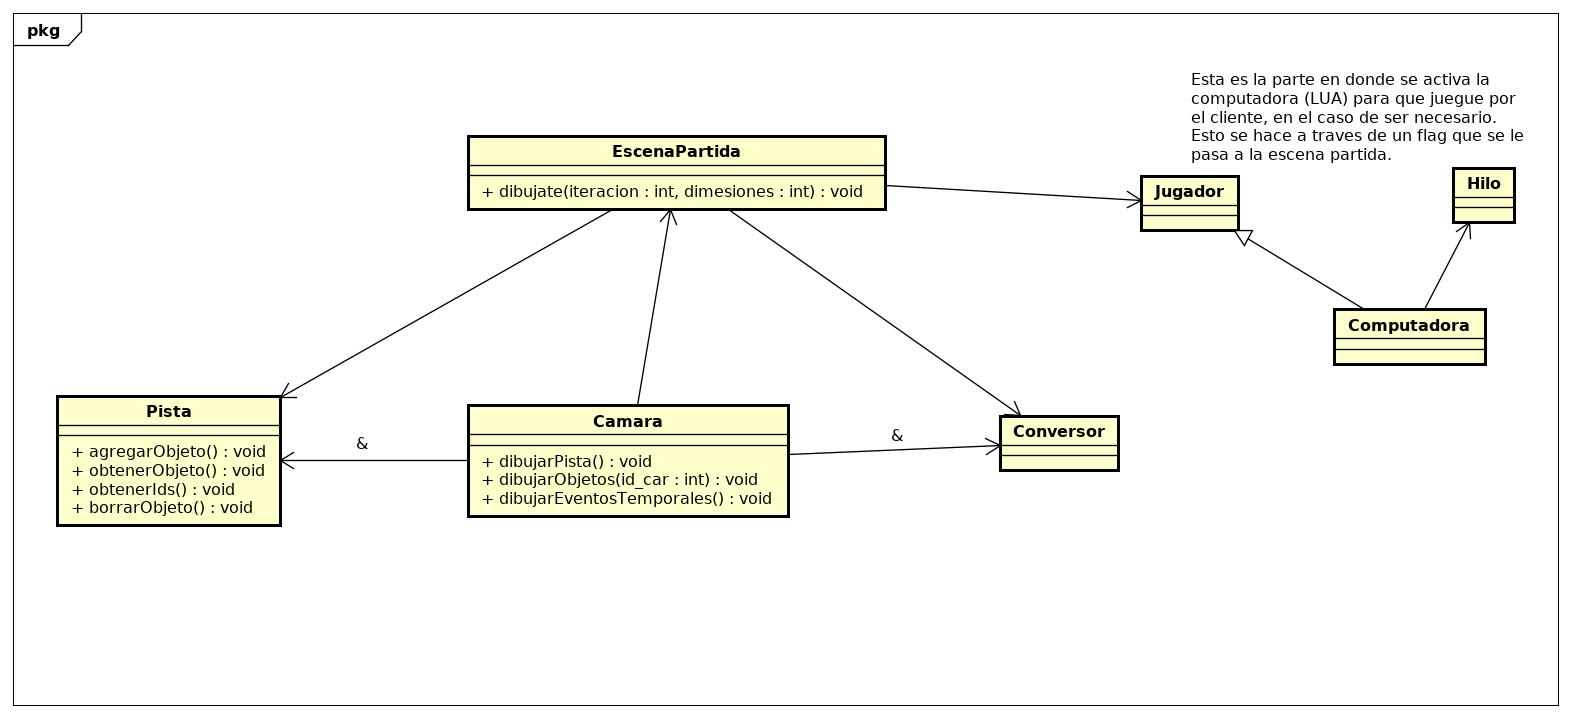 pkg
Esta es la parte en donde se activa la
computadora (LUA) para que juegue por
el cliente, en el caso de ser necesario.
Esto se hace a traves de un flag que se le
pasa a la escena partida.
EscenaPartida
+ dibujate(iteracion : int, dimesiones : int) : void
Jugador
Hilo
Computadora
Pista
+ agregarObjeto() : void
+ obtenerObjeto() : void
+ obtenerIds() : void
+ borrarObjeto() : void
&
Camara
+ dibujarPista() : void
+ dibujarObjetos(id_car : int) : void
+ dibujarEventosTemporales() : void
&
Conversor